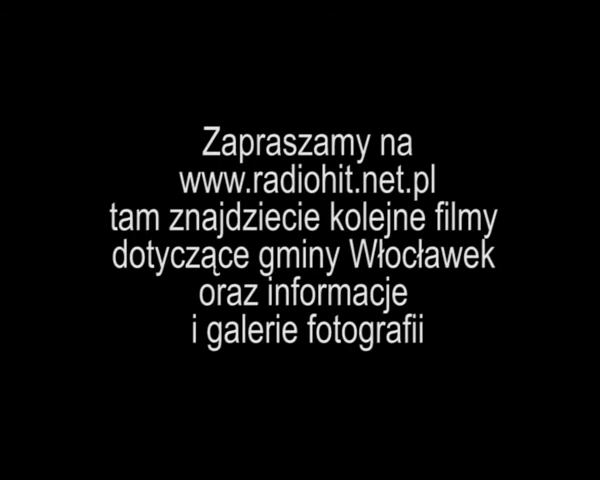 Zapraszamy na
www.radiohit.net.pl
tam znajdziecie kolejne filmy
dotyczące gminy Włocławek
oraz informacje
i galerie fotografii